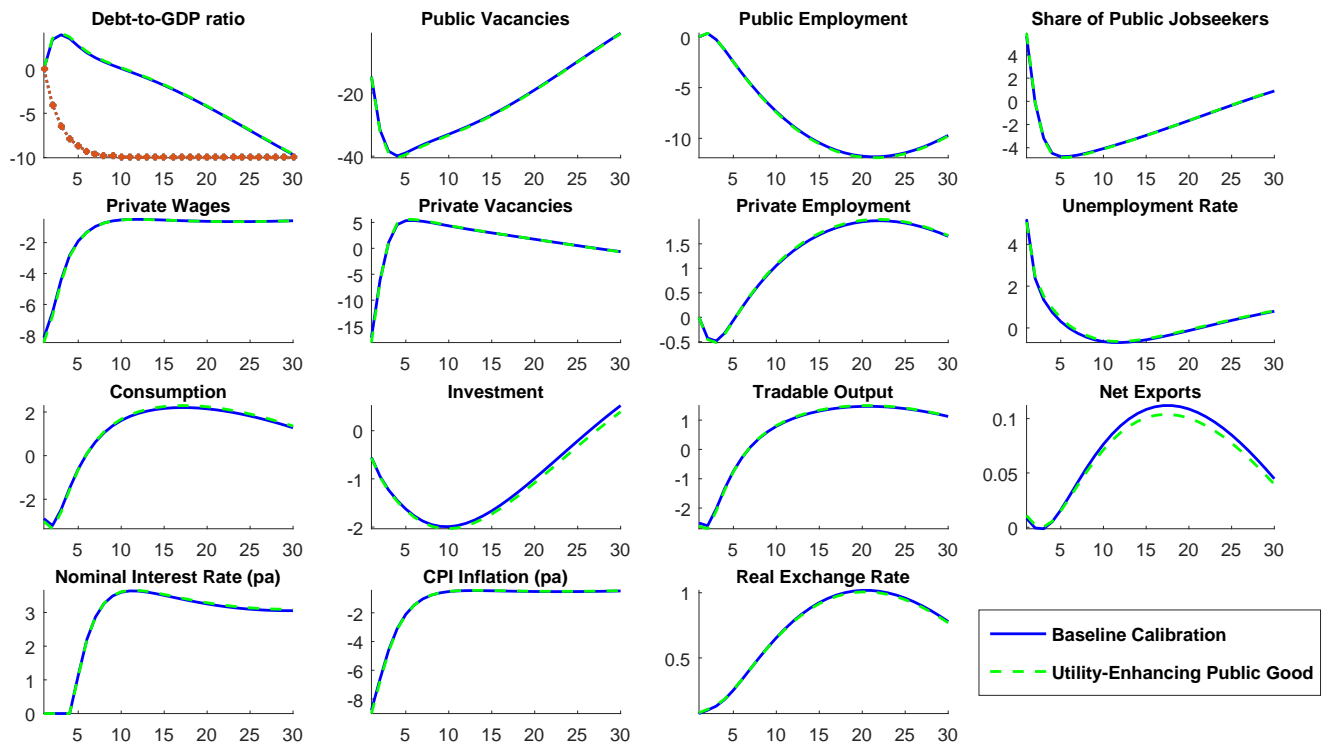 Debt-to-GDP ratio
0
-5
-10
5 10 15 20 25 30
Public Vacancies
-20
-40
5 10 15 20 25 30
Public Employment
0
-5
-10
5 10 15 20 25 30
Share of Public Jobseekers
4
2
0
-2
-4
5 10 15 20 25 30
Private Wages
-2
-4
-6
-8
5 10 15 20 25 30
Private Vacancies
5
0
-5
-10
-15
5 10 15 20 25 30
Private Employment
1.5
1
0.5
0
-0.5
5 10 15 20 25 30
Unemployment Rate
4
2
0
5 10 15 20 25 30
Consumption
2
0
-2
5 10 15 20 25 30
Investment
0
-1
-2
5 10 15 20 25 30
Tradable Output
1
0
-1
-2
5 10 15 20 25 30
Net Exports
0.1
0.05
0
5 10 15 20 25 30
Nominal Interest Rate (pa)
3
2
1
0
5 10 15 20 25 30
CPI Inflation (pa)
-2
-4
-6
-8
5 10 15 20 25 30
Real Exchange Rate
1
0.5
5 10 15 20 25 30
Baseline Calibration
Utility-Enhancing Public Good